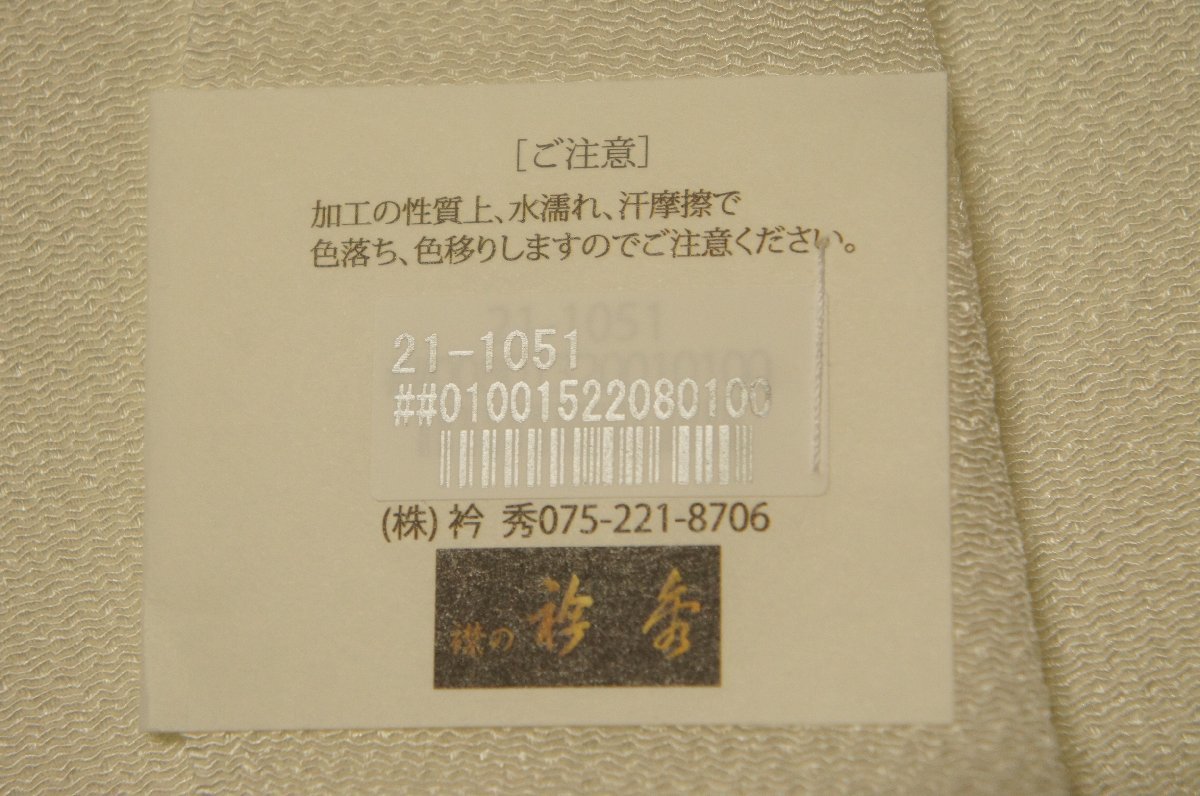 [ご注意]
加工の性質上、水濡れ、汗摩擦で
色落ち、色移りしますのでご注意ください。
21-1051
##01001522080100
(株) 衿 秀075-221-8706
襟の 衿 秀